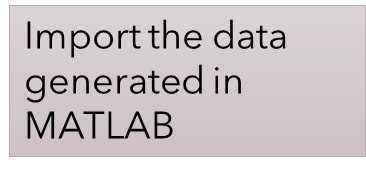 Import the data
generated in
MATLAB